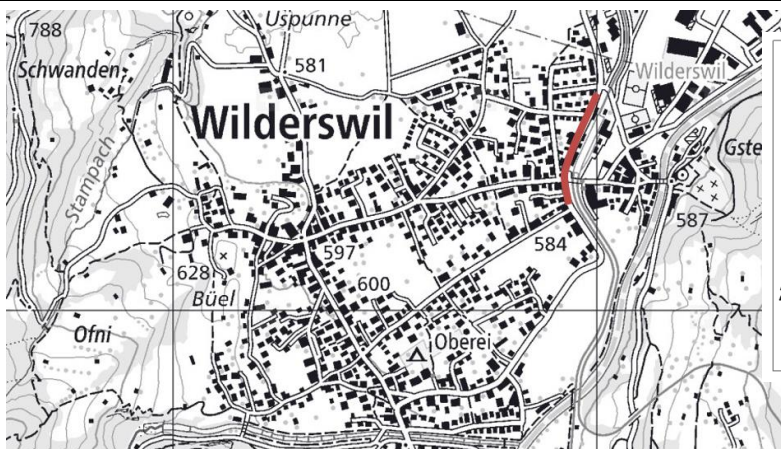 Uspunne
788
Schwanden
581
Wilderswil
Wilderswil
Stampach
Gste
587
584
597
628
600
Büel
Ofni
Oberei